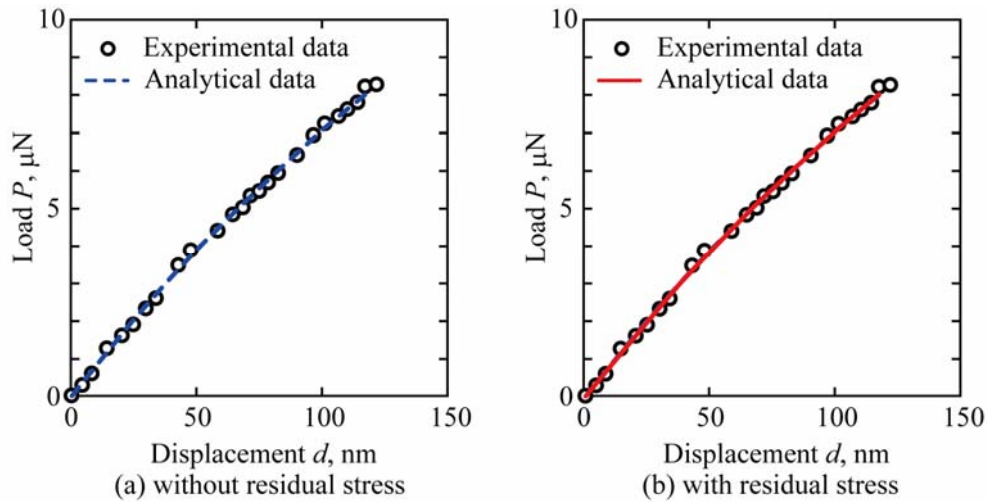 10
Experimental data
Analytical data
Load P, μN
5
0
0
50
100
150
Displacement d, nm
(a) without residual stress
10
Experimental data
Analytical data
Load P, μN
5
0
0
50
100
150
Displacement d, nm
(b) with residual stress